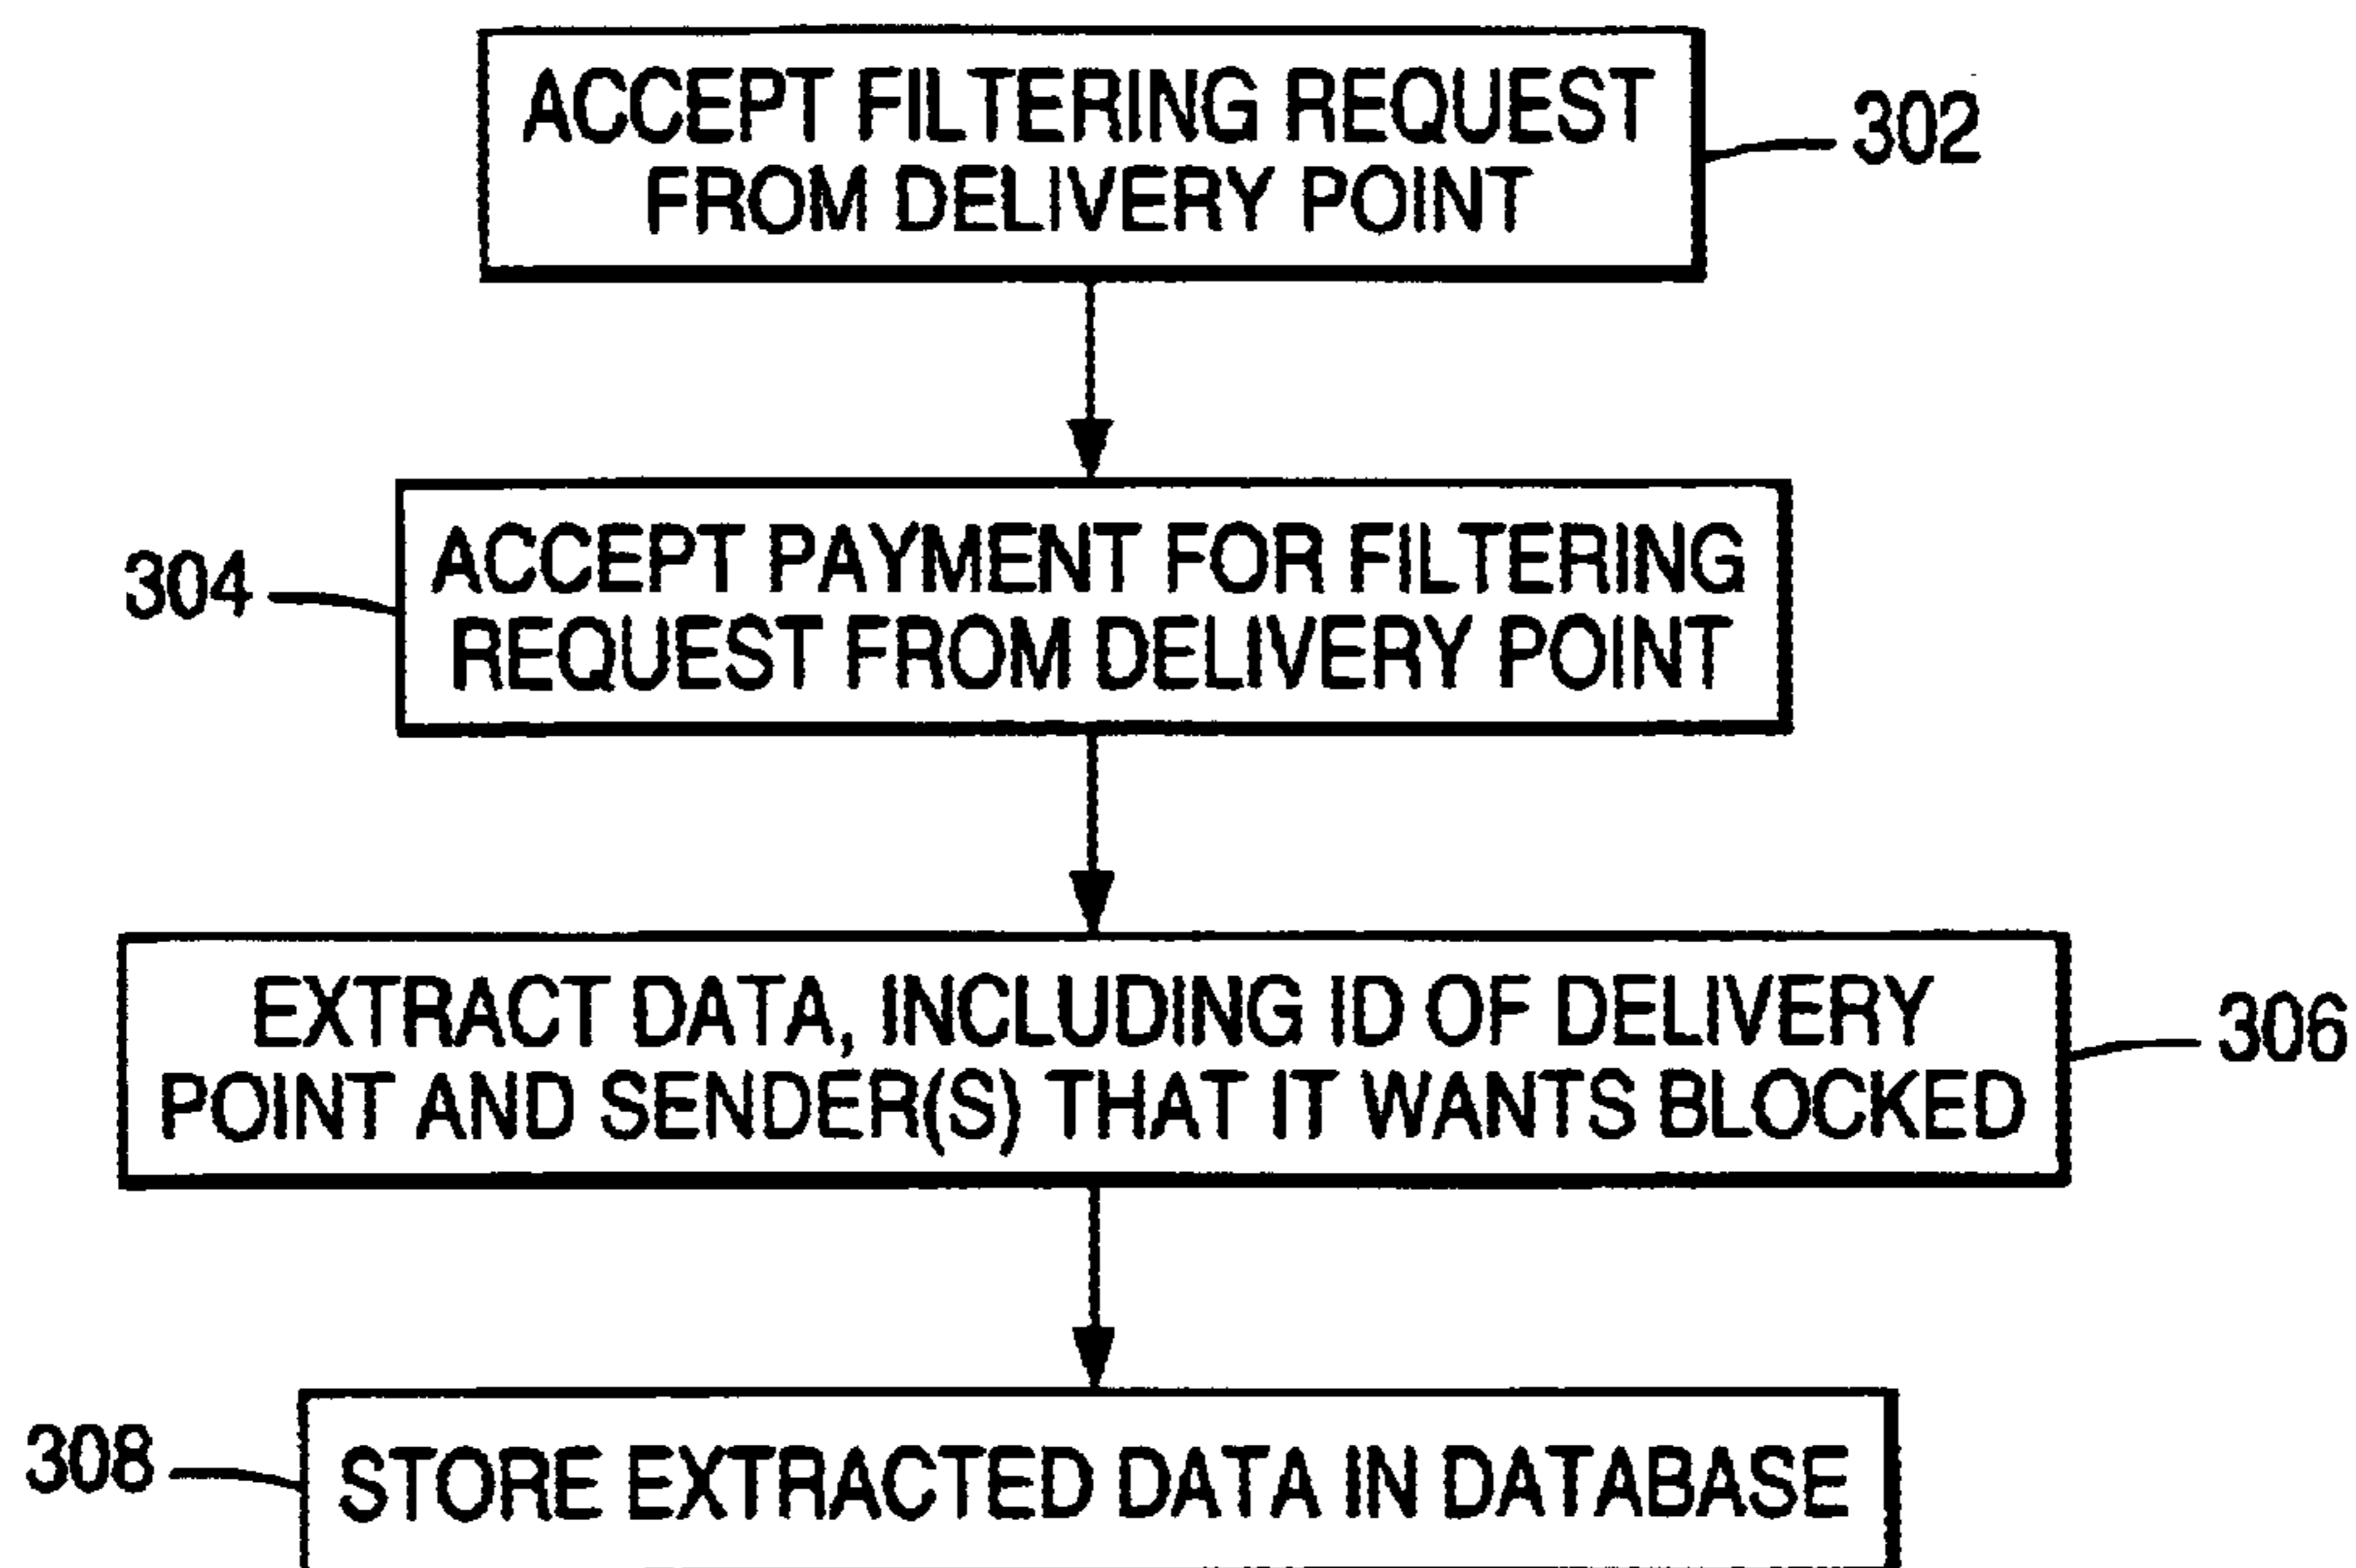 ACCEPT FILTERING REQUEST
FROM DELIVERY POINT
302
304
ACCEPT PAYMENT FOR FILTERING
REQUEST FROM DELIVERY POINT
EXTRACT DATA, INCLUDING ID OF DELIVERY
POINT AND SENDER(S) THAT IT WANTS BLOCKED
306
308
STORE EXTRACTED DATA IN DATABASE